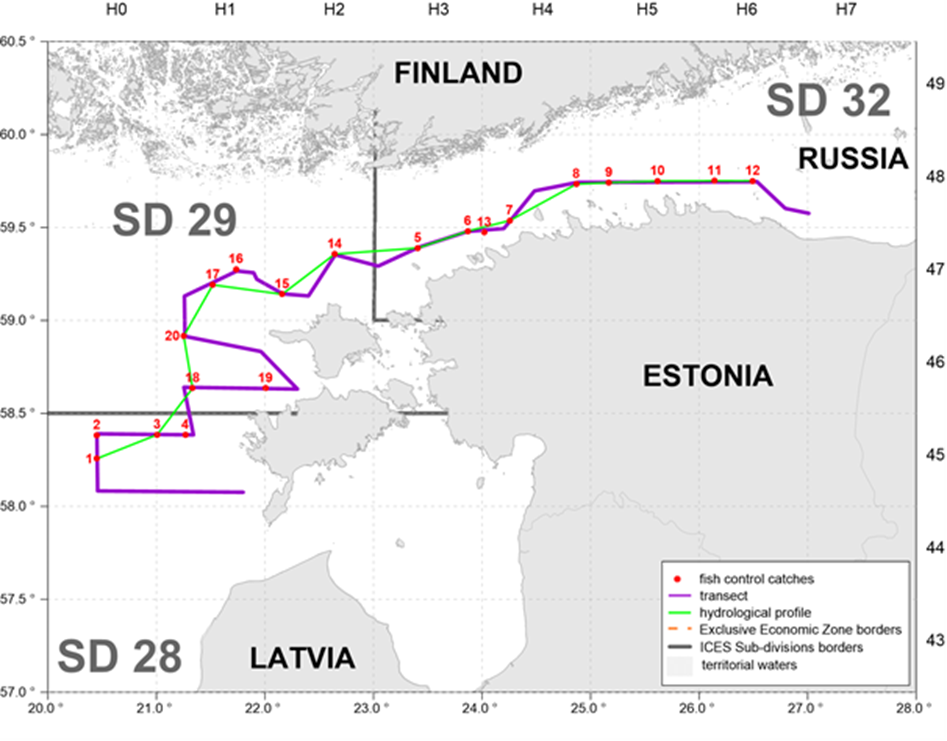 H0 H1 H2 H3 H4 H5 H6 H7
60.5 °
FINLAND
SD 32
49
60.0 °
RUSSIA
48
8 9 10 11 12
SD 29
59.5 °
7
6 13
5
14
47
16
17
15
59.0 °
20
46
ESTONIA
18 19
58.5 °
2 3 4
1
45
58.0 °
44
57.5 °
fish control catches
transect
hydrological profile
Exclusive Economic Zone borders
ICES Sub-divisions borders
territorial waters
43
SD 28
LATVIA
57.0 °
20.0 ° 21.0 ° 22.0 ° 23.0 ° 24.0 ° 25.0 ° 26.0 ° 27.0 ° 28.0 °